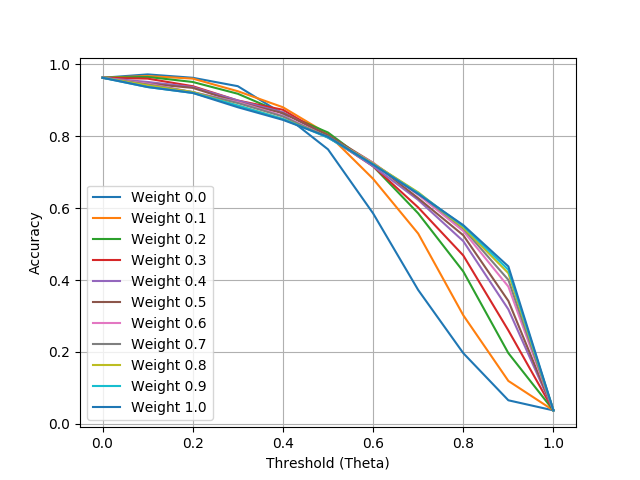 1.0
0.8
0.6
0.4
0.2
0.0
Accuracy
Weight 0.0
Weight 0.1
Weight 0.2
Weight 0.3
Weight 0.4
Weight 0.5
Weight 0.6
Weight 0.7
Weight 0.8
Weight 0.9
Weight 1.0
0.0 0.2 0.4 0.6 0.8 1.0
Threshold (Theta)